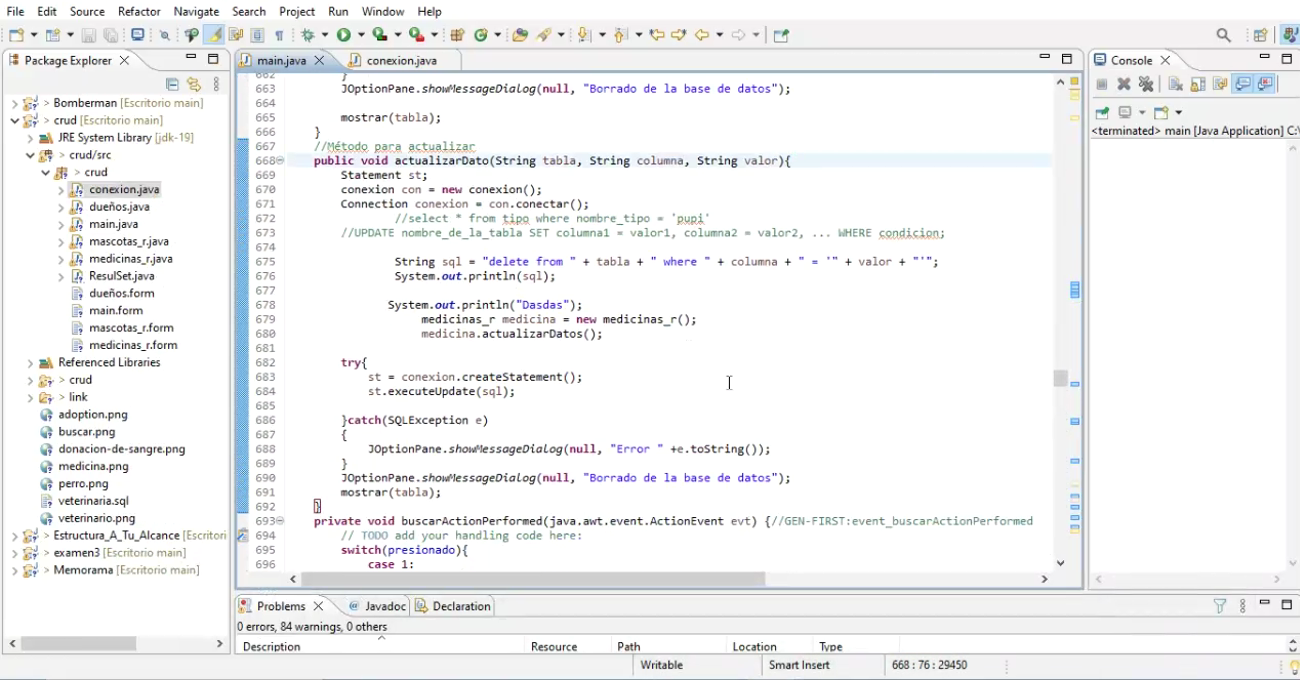 File Edit Source Refactor Navigate Search Project Run Window Help
Package Explorer
> Bomberman [Escritorio main]
> crud [Escritorio main]
JRE System Library [jdk-19]
> crud/src
> crud
> conexion.java
> dueños.java
> main.java
> mascotas_r.java
> medicinas_r.java
> ResulSet.java
dueños.form
> main.form
> mascotas_r.form
> medicinas_r.form
Referenced Libraries
> crud
> link
adoption.png
buscar.png
donacion-de-sangre.png
medicina.png
perro.png
veterinaria.sql
veterinario.png
> Estructura_A_Tu_Alcance [Escritori
> examen3 [Escritorio main]
> Memorama [Escritorio main]
main.java conexion.java
662 }
663 JOptionPane.showMessageDialog(null, "Borrado de la base de datos");
664
665 mostrar(tabla);
666 }
667 //Método para actualizar
668 public void actualizarDato(String tabla, String columna, String valor){
669 Statement st;
670 conexion con = new conexion();
671 Connection conexion = con.conectar();
672 //select * from tipo where nombre_tipo = 'pupi'
673 //UPDATE nombre_de_la_tabla SET columna1 = valor1, columna2 = valor2, ... WHERE condicion;
674
675 String sql = "delete from " + tabla + " where " + columna + " = '" + valor + "'";
676 System.out.println(sql);
677
678 System.out.println("Dasdas");
679 medicinas_r medicina = new medicinas_r();
680 medicina.actualizarDatos();
681
682 try{
683 st = conexion.createStatement();
684 st.executeUpdate(sql);
685
686 }catch(SQLException e)
687 {
688 JOptionPane.showMessageDialog(null, "Error " +e.toString());
689 }
690 JOptionPane.showMessageDialog(null, "Borrado de la base de datos");
691 mostrar(tabla);
692 }
693 private void buscarActionPerformed(java.awt.event.ActionEvent evt) {//GEN-FIRST:event_buscarActionPerformed
694 // TODO add your handling code here:
695 switch(presionado){
696 case 1:
Console
<terminated> main [Java Application] C:\
Problems Javadoc Declaration
0 errors, 84 warnings, 0 others
Description Resource Path Location Type
Writable Smart Insert 668 : 76 : 29450